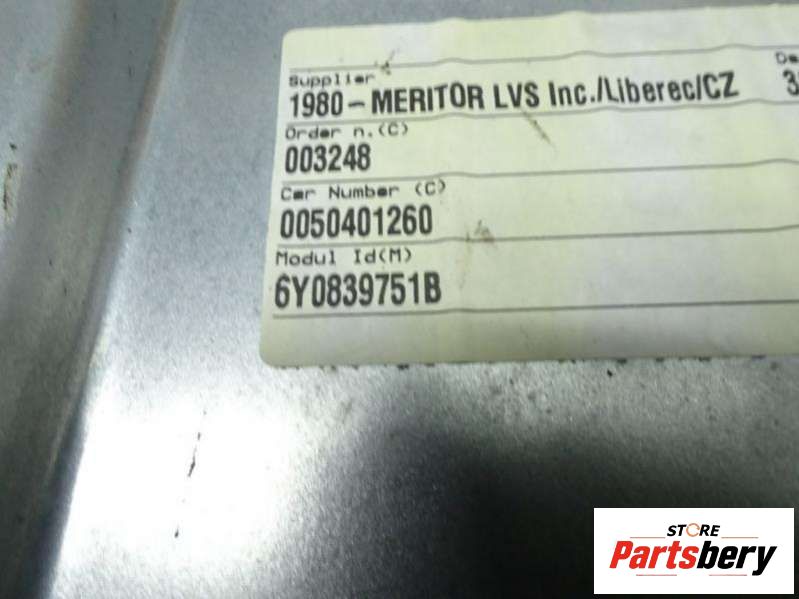 Supplier
1980 - MERITOR LVS Inc./Liberec/CZ
Order n.(C)
003248
Car Number (C)
0050401260
Modul Id(M)
6Y0839751B
STORE
Partsbery